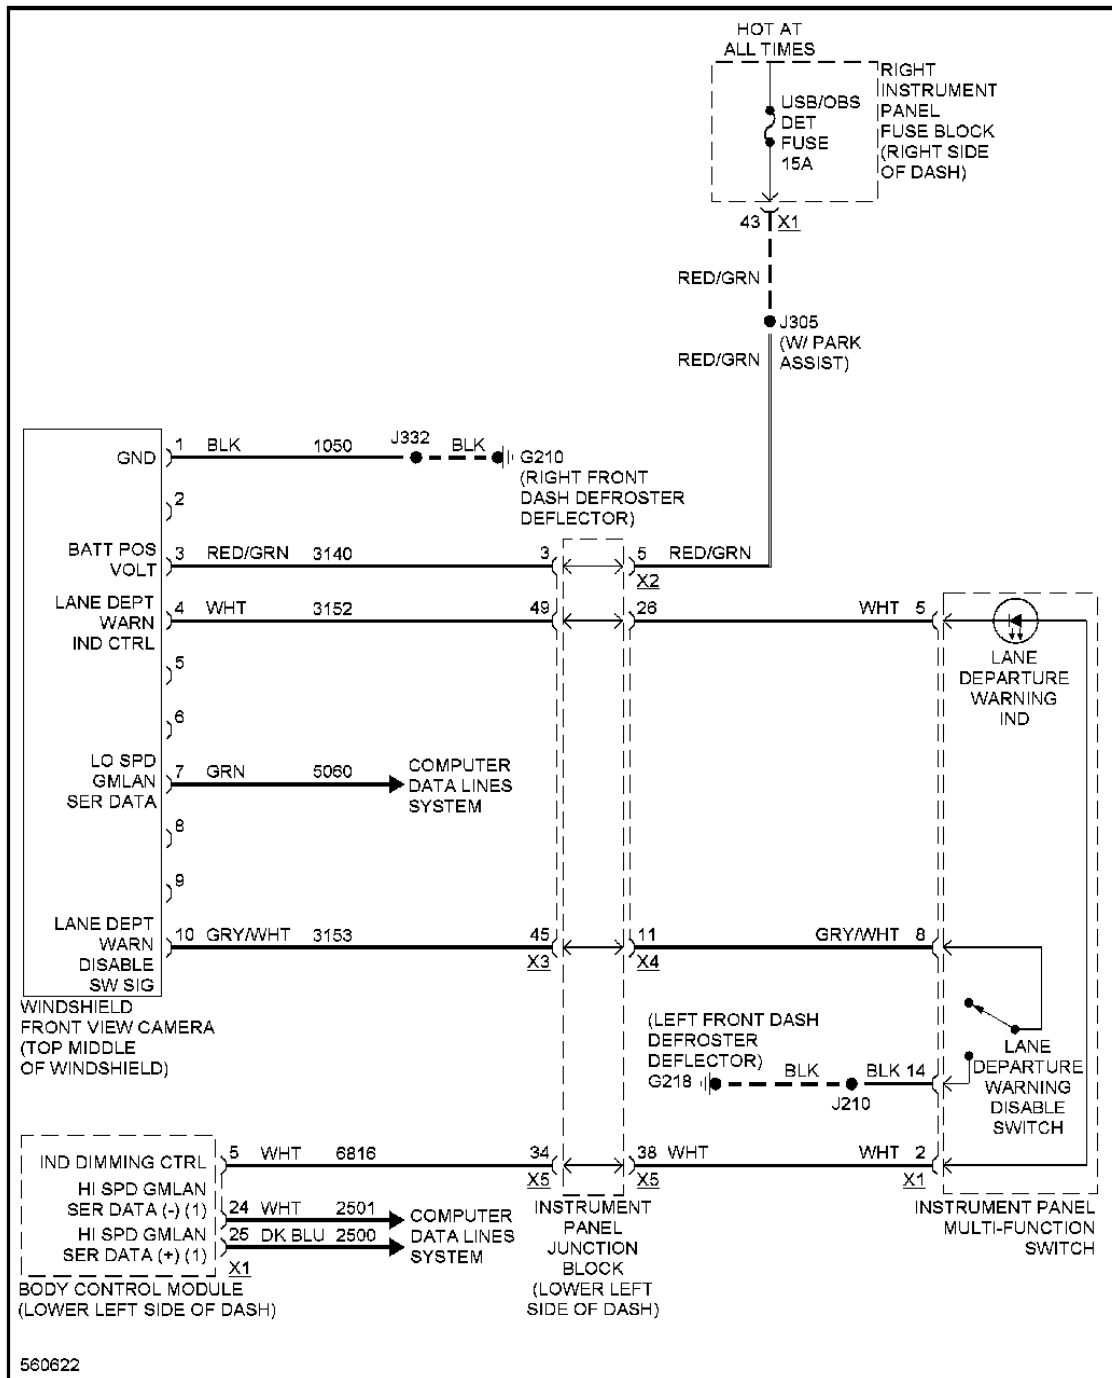 HOT AT
ALL TIMES
RIGHT
INSTRUMENT
PANEL
FUSE BLOCK
(RIGHT SIDE
OF DASH)
USB/OBS
DET
FUSE
15A
43 X1
RED/GRN
J305
(W/ PARK
ASSIST)
RED/GRN
GND
1 BLK 1050 J332 BLK
G210
(RIGHT FRONT
DASH DEFROSTER
DEFLECTOR)
2
BATT POS
VOLT
3 RED/GRN 3140 3 5 RED/GRN
X2
LANE DEPT
WARN
IND CTRL
4 WHT 3152 49 26 WHT 5
LANE
DEPARTURE
WARNING
IND
5
6
LO SPD
GMLAN
SER DATA
7 GRN 5060
COMPUTER
DATA LINES
SYSTEM
8
9
LANE DEPT
WARN
DISABLE
SW SIG
10 GRY/WHT 3153 45 11 GRY/WHT 8
X3 X4
WINDSHIELD
FRONT VIEW CAMERA
(TOP MIDDLE
OF WINDSHIELD)
(LEFT FRONT DASH
DEFROSTER
DEFLECTOR)
G218 BLK BLK 14
J210
LANE
DEPARTURE
WARNING
DISABLE
SWITCH
IND DIMMING CTRL
5 WHT 6816 34 38 WHT WHT 2
X5 X5 X1
HI SPD GMLAN
SER DATA (-) (1)
24 WHT 2501
HI SPD GMLAN
SER DATA (+) (1)
25 DK BLU 2500
X1
COMPUTER
DATA LINES
SYSTEM
BODY CONTROL MODULE
(LOWER LEFT SIDE OF DASH)
INSTRUMENT
PANEL
JUNCTION
BLOCK
(LOWER LEFT
SIDE OF DASH)
INSTRUMENT PANEL
MULTI-FUNCTION
SWITCH
560622